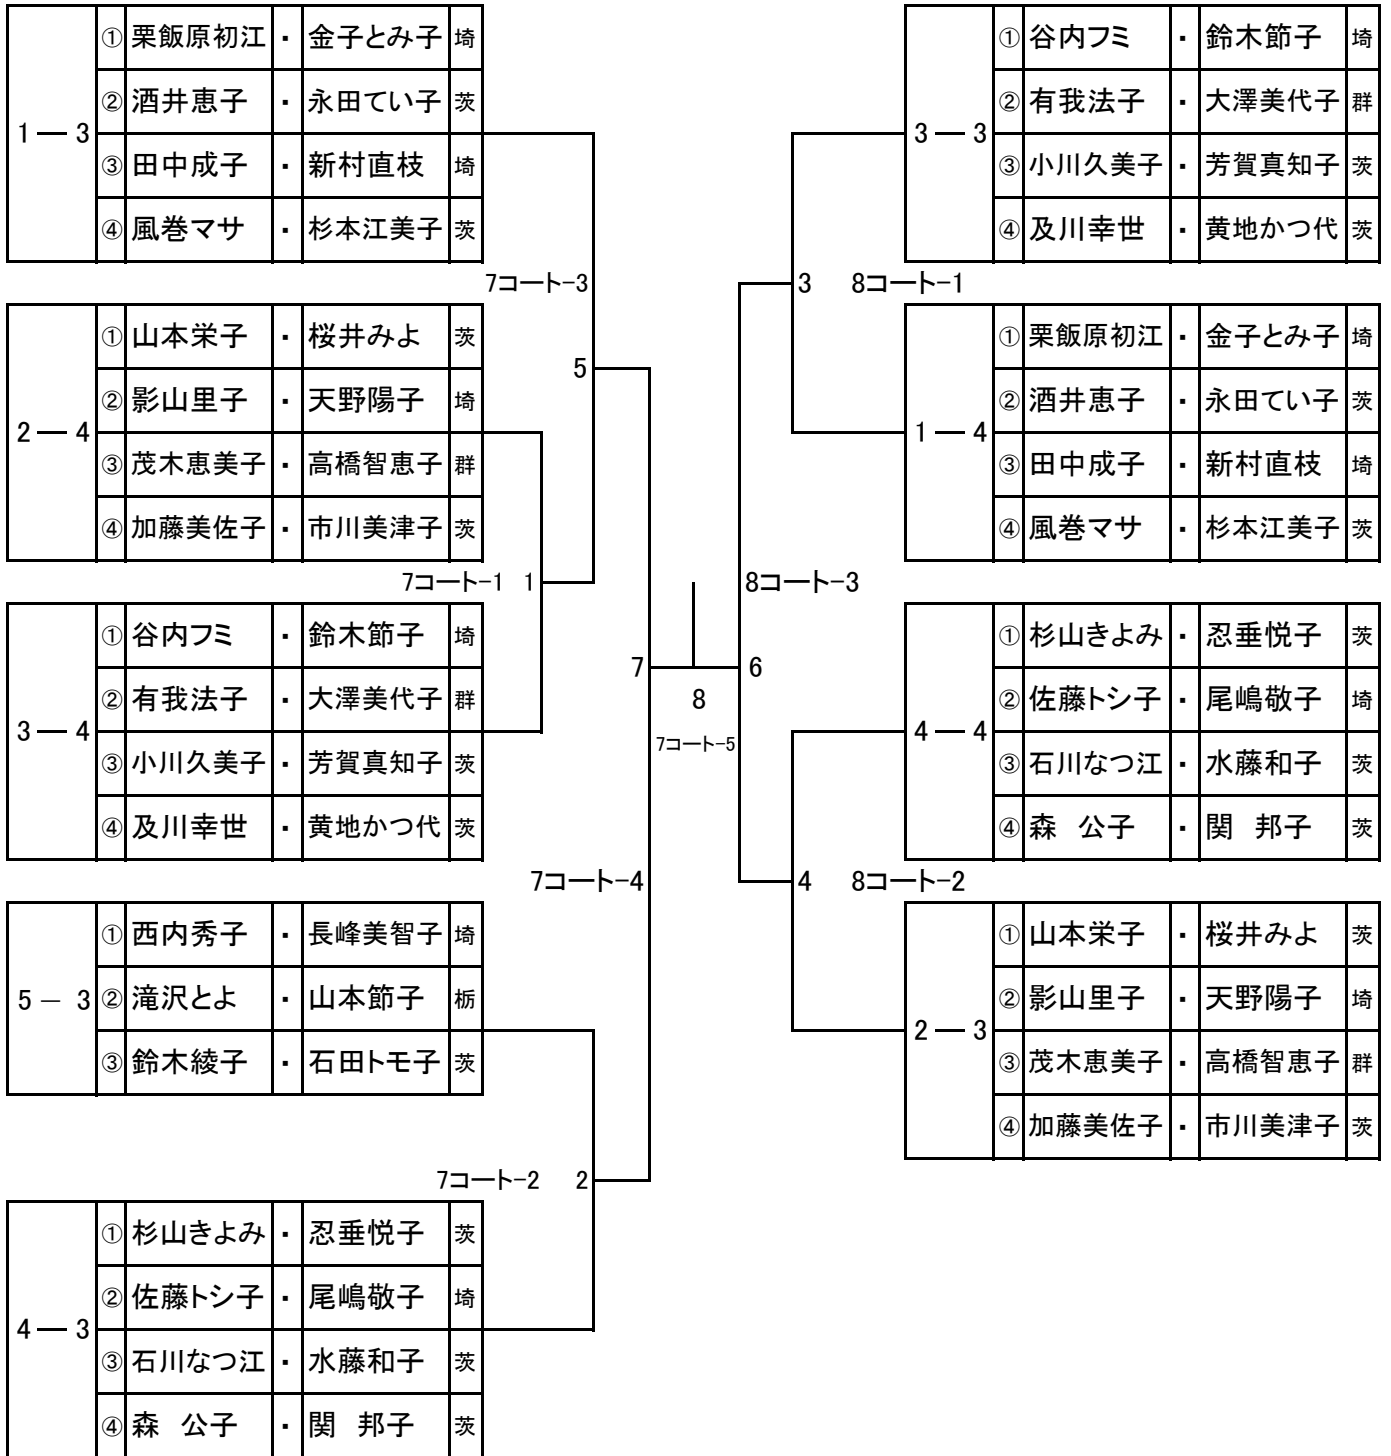 1 — 3
① 栗飯原初江 ・ 金子とみ子 埼
② 酒井恵子 ・ 永田てい子 茨
③ 田中成子 ・ 新村直枝 埼
④ 風巻マサ ・ 杉本江美子 茨
7コート-3
5
2 — 4
① 山本栄子 ・ 桜井みよ 茨
② 影山里子 ・ 天野陽子 埼
③ 茂木恵美子 ・ 高橋智恵子 群
④ 加藤美佐子 ・ 市川美津子 茨
7コート-1 1
3 — 4
① 谷内フミ ・ 鈴木節子 埼
② 有我法子 ・ 大澤美代子 群
③ 小川久美子 ・ 芳賀真知子 茨
④ 及川幸世 ・ 黄地かつ代 茨
7
7コート-4
5 — 3
① 西内秀子 ・ 長峰美智子 埼
② 滝沢とよ ・ 山本節子 栃
③ 鈴木綾子 ・ 石田トモ子 茨
7コート-2 2
4 — 3
① 杉山きよみ ・ 忍垂悦子 茨
② 佐藤トシ子 ・ 尾嶋敬子 埼
③ 石川なつ江 ・ 水藤和子 茨
④ 森 公子 ・ 関 邦子 茨
8
7コート-5
3 — 3
① 谷内フミ ・ 鈴木節子 埼
② 有我法子 ・ 大澤美代子 群
③ 小川久美子 ・ 芳賀真知子 茨
④ 及川幸世 ・ 黄地かつ代 茨
3 8コート-1
1 — 4
① 栗飯原初江 ・ 金子とみ子 埼
② 酒井恵子 ・ 永田てい子 茨
③ 田中成子 ・ 新村直枝 埼
④ 風巻マサ ・ 杉本江美子 茨
8コート-3
6
4 — 4
① 杉山きよみ ・ 忍垂悦子 茨
② 佐藤トシ子 ・ 尾嶋敬子 埼
③ 石川なつ江 ・ 水藤和子 茨
④ 森 公子 ・ 関 邦子 茨
4 8コート-2
2 — 3
① 山本栄子 ・ 桜井みよ 茨
② 影山里子 ・ 天野陽子 埼
③ 茂木恵美子 ・ 高橋智恵子 群
④ 加藤美佐子 ・ 市川美津子 茨